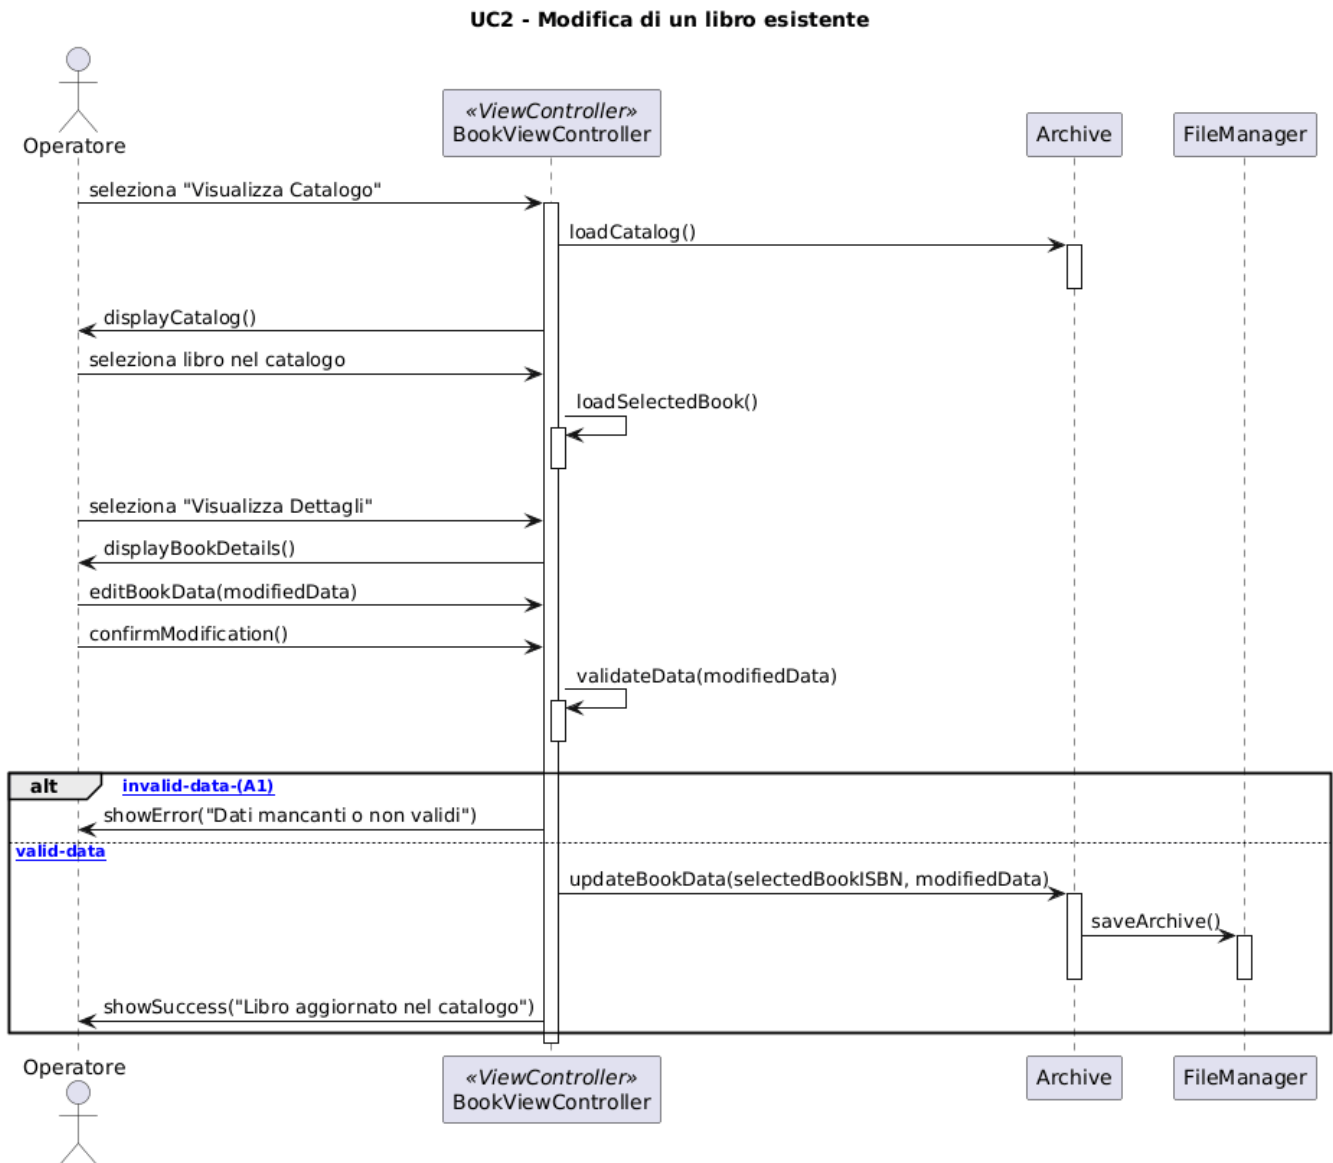 UC2 - Modifica di un libro esistente
Operatore
«ViewController»
BookViewController
Archive
FileManager
seleziona "Visualizza Catalogo"
loadCatalog()
displayCatalog()
seleziona libro nel catalogo
loadSelectedBook()
seleziona "Visualizza Dettagli"
displayBookDetails()
editBookData(modifiedData)
confirmModification()
validateData(modifiedData)
alt
invalid-data-(A1)
showError("Dati mancanti o non validi")
valid-data
updateBookData(selectedBookISBN, modifiedData)
saveArchive()
showSuccess("Libro aggiornato nel catalogo")
Operatore
«ViewController»
BookViewController
Archive
FileManager